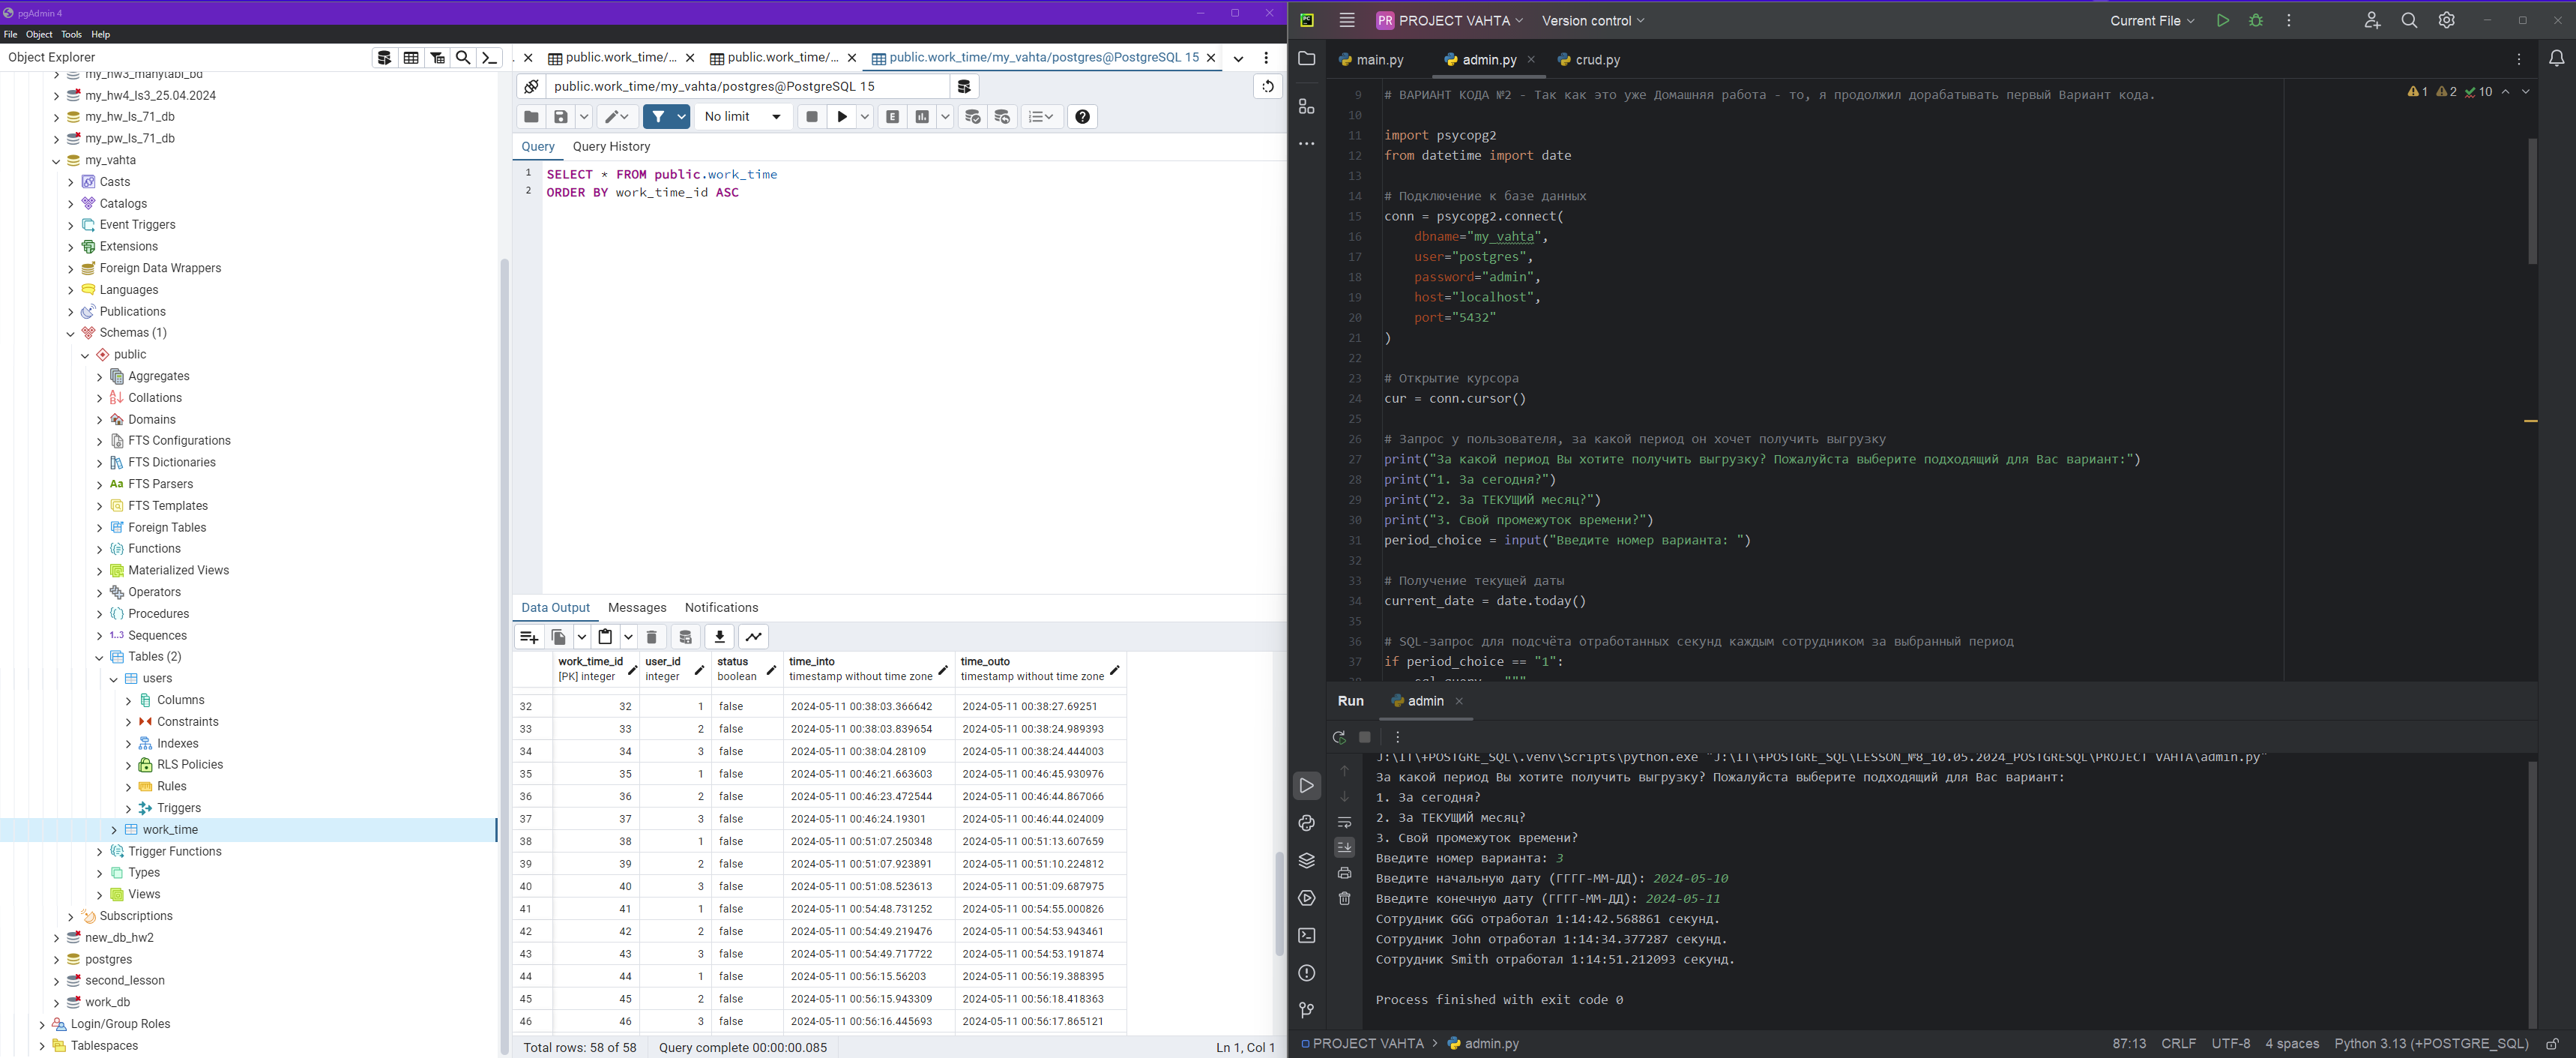 pgAdmin 4
File Object Tools Help
Object Explorer
my_hw3_manytabl_bd
my_hw4_ls3_25.04.2024
my_hw_ls_71_db
my_pw_ls_71_db
my_vahta
Casts
Catalogs
Event Triggers
Extensions
Foreign Data Wrappers
Languages
Publications
Schemas (1)
public
Aggregates
Collations
Domains
FTS Configurations
FTS Dictionaries
FTS Parsers
FTS Templates
Foreign Tables
Functions
Materialized Views
Operators
Procedures
1..3 Sequences
Tables (2)
users
Columns
Constraints
Indexes
RLS Policies
Rules
Triggers
work_time
Trigger Functions
Types
Views
Subscriptions
new_db_hw2
postgres
second_lesson
work_db
Login/Group Roles
Tablespaces
public.work_time/... public.work_time/... public.work_time/my_vahta/postgres@PostgreSQL 15
public.work_time/my_vahta/postgres@PostgreSQL 15
No limit
Query Query History
1 SELECT * FROM public.work_time
2 ORDER BY work_time_id ASC
Data Output Messages Notifications
work_time_id user_id status time_into time_outo
[PK] integer integer boolean timestamp without time zone timestamp without time zone
32 32 1 false 2024-05-11 00:38:03.366642 2024-05-11 00:38:27.69251
33 33 2 false 2024-05-11 00:38:03.839654 2024-05-11 00:38:24.989393
34 34 3 false 2024-05-11 00:38:04.28109 2024-05-11 00:38:24.444003
35 35 1 false 2024-05-11 00:46:21.663603 2024-05-11 00:46:45.930976
36 36 2 false 2024-05-11 00:46:23.472544 2024-05-11 00:46:44.867066
37 37 3 false 2024-05-11 00:46:24.19301 2024-05-11 00:46:44.024009
38 38 1 false 2024-05-11 00:51:07.250348 2024-05-11 00:51:13.607659
39 39 2 false 2024-05-11 00:51:07.923891 2024-05-11 00:51:10.224812
40 40 3 false 2024-05-11 00:51:08.523613 2024-05-11 00:51:09.687975
41 41 1 false 2024-05-11 00:54:48.731252 2024-05-11 00:54:55.000826
42 42 2 false 2024-05-11 00:54:49.219476 2024-05-11 00:54:53.943461
43 43 3 false 2024-05-11 00:54:49.717722 2024-05-11 00:54:53.191874
44 44 1 false 2024-05-11 00:56:15.56203 2024-05-11 00:56:19.388395
45 45 2 false 2024-05-11 00:56:15.943309 2024-05-11 00:56:18.418363
46 46 3 false 2024-05-11 00:56:16.445693 2024-05-11 00:56:17.865121
Total rows: 58 of 58 Query complete 00:00:00.085 Ln 1, Col 1
PR PROJECT VAHTA Version control Current File
main.py admin.py crud.py
1 2 10
9 # ВАРИАНТ КОДА №2 - Так как это уже Домашняя работа - то, я продолжил дорабатывать первый Вариант кода.
10
11 import psycopg2
12 from datetime import date
13
14 # Подключение к базе данных
15 conn = psycopg2.connect(
16 dbname="my_vahta",
17 user="postgres",
18 password="admin",
19 host="localhost",
20 port="5432"
21 )
22
23 # Открытие курсора
24 cur = conn.cursor()
25
26 # Запрос у пользователя, за какой период он хочет получить выгрузку
27 print("За какой период Вы хотите получить выгрузку? Пожалуйста выберите подходящий для Вас вариант:")
28 print("1. За сегодня?")
29 print("2. За ТЕКУЩИЙ месяц?")
30 print("3. Свой промежуток времени?")
31 period_choice = input("Введите номер варианта: ")
32
33 # Получение текущей даты
34 current_date = date.today()
35
36 # SQL-запрос для подсчёта отработанных секунд каждым сотрудником за выбранный период
37 if period_choice == "1":
38 sql_query = """
Run admin
J:\IT\+POSTGRE_SQL\.venv\Scripts\python.exe "J:\IT\+POSTGRE_SQL\LESSON_№8_10.05.2024_POSTGRESQL\PROJECT VAHTA\admin.py"
За какой период Вы хотите получить выгрузку? Пожалуйста выберите подходящий для Вас вариант:
1. За сегодня?
2. За ТЕКУЩИЙ месяц?
3. Свой промежуток времени?
Введите номер варианта: 3
Введите начальную дату (ГГГГ-ММ-ДД): 2024-05-10
Введите конечную дату (ГГГГ-ММ-ДД): 2024-05-11
Сотрудник GGG отработал 1:14:42.568861 секунд.
Сотрудник John отработал 1:14:34.377287 секунд.
Сотрудник Smith отработал 1:14:51.212093 секунд.
Process finished with exit code 0
PROJECT VAHTA > admin.py 87:13 CRLF UTF-8 4 spaces Python 3.13 (+POSTGRE_SQL)